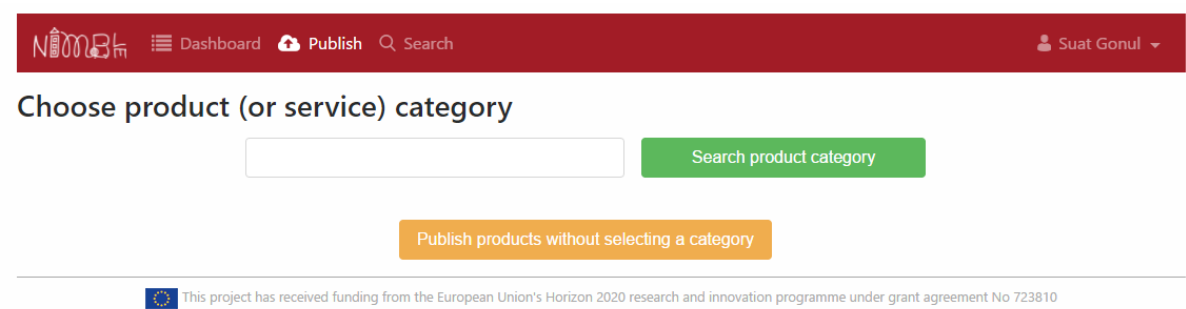 NIMBLE Dashboard Publish Search Suat Gonul
Choose product (or service) category
Search product category
Publish products without selecting a category
This project has received funding from the European Union's Horizon 2020 research and innovation programme under grant agreement No 723810